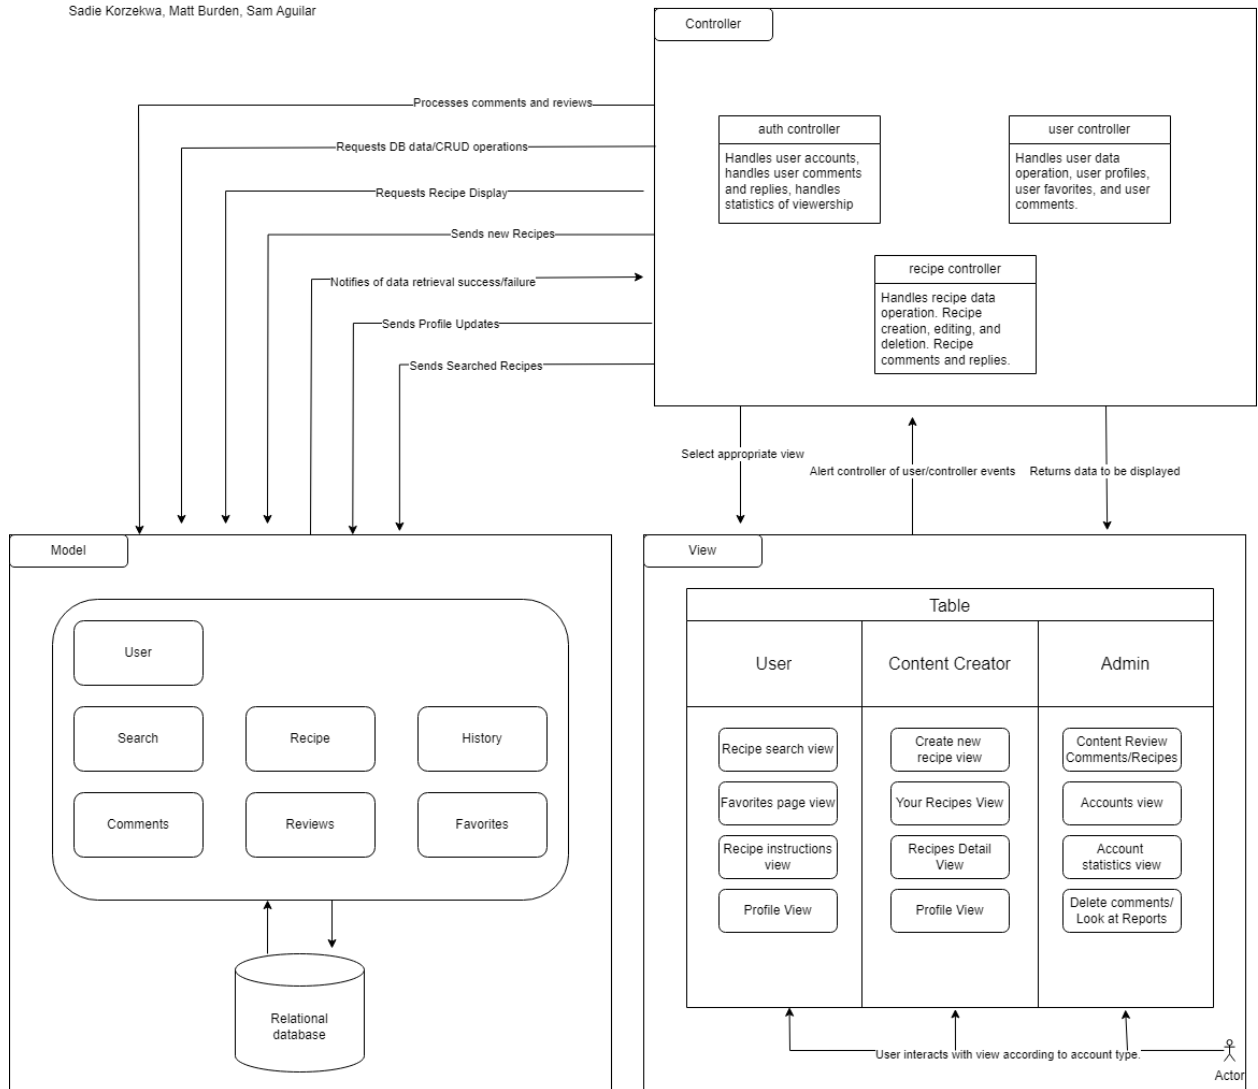 Sadie Korzekwa, Matt Burden, Sam Aguilar
Controller
Processes comments and reviews
Requests DB data/CRUD operations
Requests Recipe Display
Sends new Recipes
Notifies of data retrieval success/failure
Sends Profile Updates
Sends Searched Recipes
auth controller
Handles user accounts,
handles user comments
and replies, handles
statistics of viewership
user controller
Handles user data
operation, user profiles,
user favorites, and user
comments.
recipe controller
Handles recipe data
operation. Recipe
creation, editing, and
deletion. Recipe
comments and replies.
Select appropriate view
Alert controller of user/controller events
Returns data to be displayed
Model
User
Search
Recipe
History
Comments
Reviews
Favorites
Relational
database
View
Table
User
Content Creator
Admin
Recipe search view
Favorites page view
Recipe instructions
view
Profile View
Create new
recipe view
Your Recipes View
Recipes Detail
View
Profile View
Content Review
Comments/Recipes
Accounts view
Account
statistics view
Delete comments/
Look at Reports
User interacts with view according to account type.
Actor